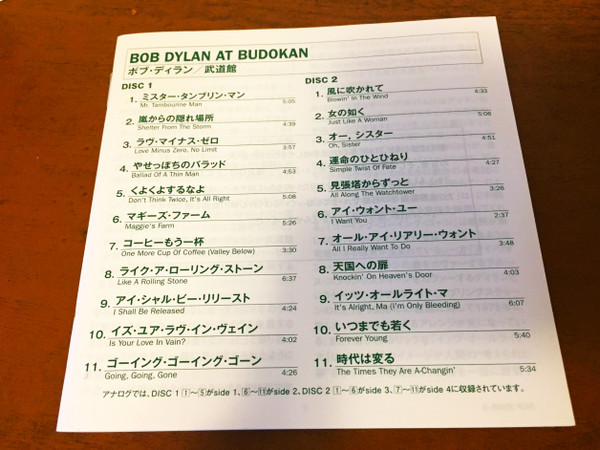 BOB DYLAN AT BUDOKAN
ボブ・ディラン／武道館
DISC 1
1. ミスター・タンブリン・マン
Mr. Tambourine Man 5:05
2. 嵐からの隠れ場所
Shelter From The Storm 4:39
3. ラヴ・マイナス・ゼロ
Love Minus Zero, No Limit 3:57
4. やせっぽちのバラッド
Ballad Of A Thin Man 4:53
5. くよくよするなよ
Don't Think Twice, It's All Right 5:08
6. マギーズ・ファーム
Maggie's Farm 5:26
7. コーヒーもう一杯
One More Cup Of Coffee (Valley Below) 3:30
8. ライク・ア・ローリング・ストーン
Like A Rolling Stone 6:37
9. アイ・シャル・ビー・リリースト
I Shall Be Released 4:24
10. イズ・ユア・ラヴ・イン・ヴェイン
Is Your Love In Vain? 4:02
11. ゴーイング・ゴーイング・ゴーン
Going, Going, Gone 4:26
DISC 2
1. 風に吹かれて
Blowin' In The Wind 4:33
2. 女の如く
Just Like A Woman 5:06
3. オー, シスター
Oh, Sister 4:51
4. 運命のひとひねり
Simple Twist Of Fate 4:27
5. 見張塔からずっと
All Along The Watchtower 3:26
6. アイ・ウォント・ユー
I Want You 2:37
7. オール・アイ・リアリー・ウォント
All I Really Want To Do 3:48
8. 天国への扉
Knockin' On Heaven's Door 4:03
9. イッツ・オールライト・マ
It's Alright, Ma (I'm Only Bleeding) 6:07
10. いつまでも若く
Forever Young 5:40
11. 時代は変る
The Times They Are A-Changin' 5:34
アナログでは、DISC 1 ①〜⑤がside 1、⑥〜⑪がside 2、DISC 2 ①〜⑥がside 3、⑦〜⑪がside 4に収録されています。